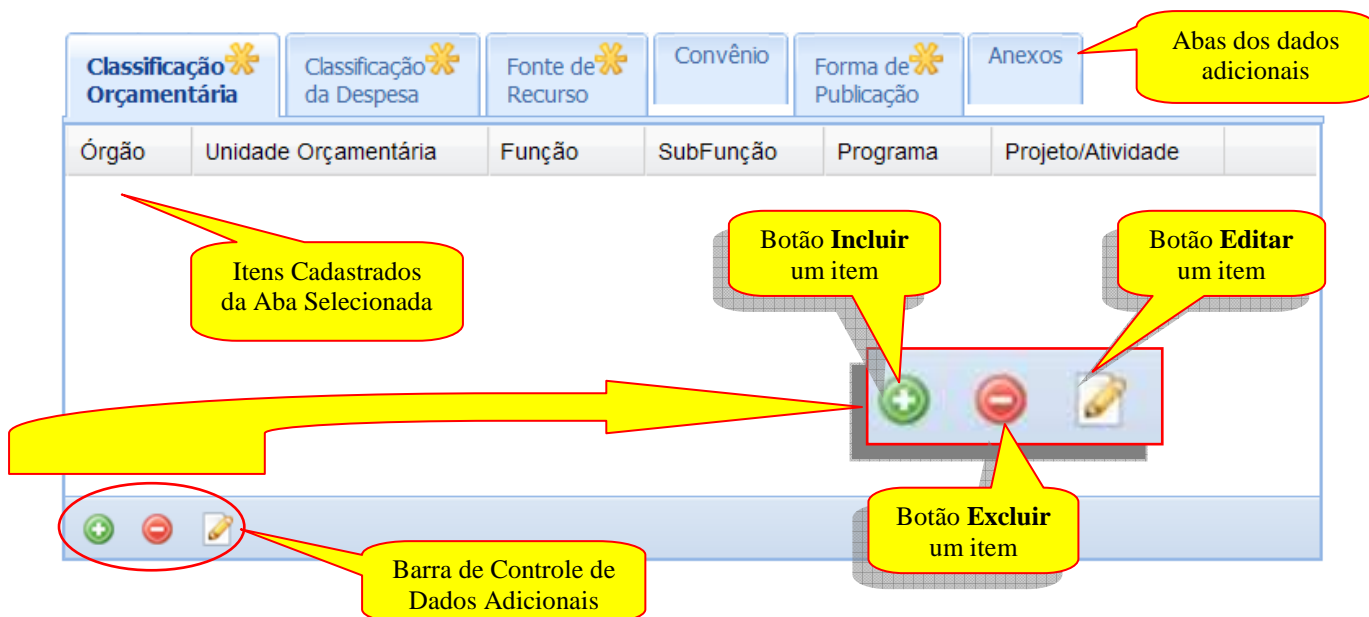 Classificação
Orçamentária
Classificação
da Despesa
Fonte de
Recurso
Convênio
Forma de
Publicação
Anexos
Abas dos dados
adicionais
Órgão Unidade Orçamentária Função SubFunção Programa Projeto/Atividade
Itens Cadastrados
da Aba Selecionada
Botão Incluir
um item
Botão Editar
um item
Botão Excluir
um item
Barra de Controle de
Dados Adicionais